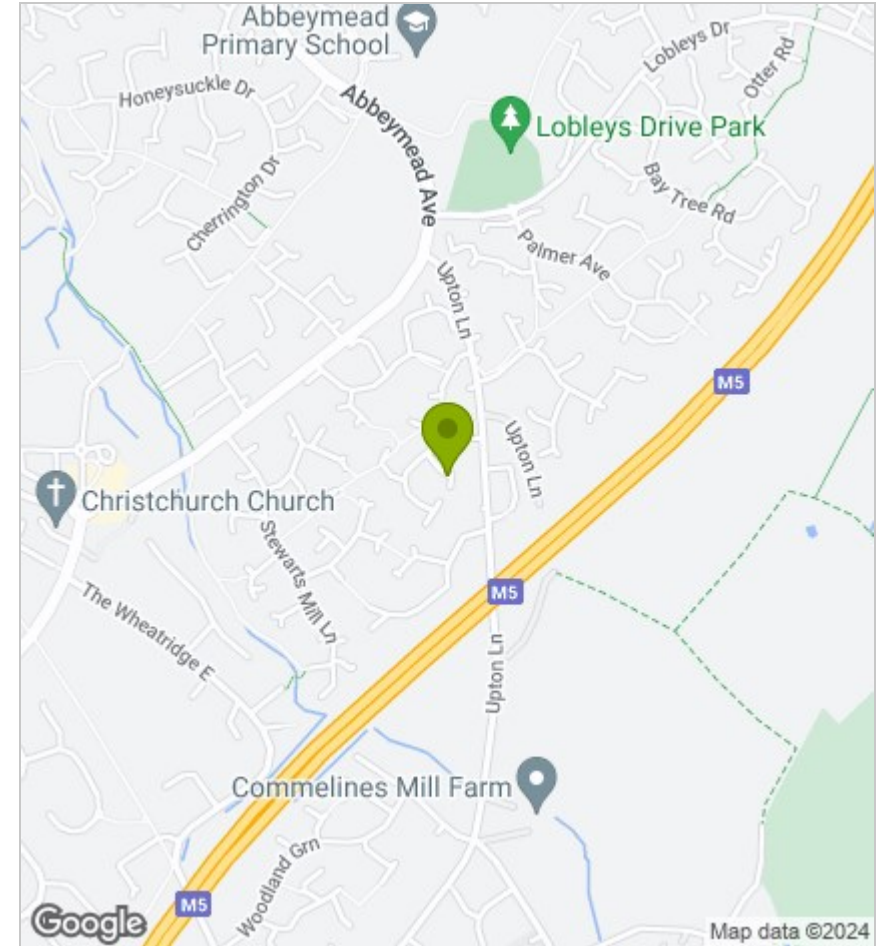 Abbeymead
Primary School
Lobleys Dr
Otter Rd
Honeysuckle Dr
Abbeymead Ave
Lobleys Drive Park
Cherrington Dr
Bay Tree Rd
Palmer Ave
Upton Ln
M5
Upton Ln
Christchurch Church
Stewarts Mill Ln
M5
The Wheatridge E
Upton Ln
Commelines Mill Farm
Woodland Grn
M5
Google
Map data ©2024